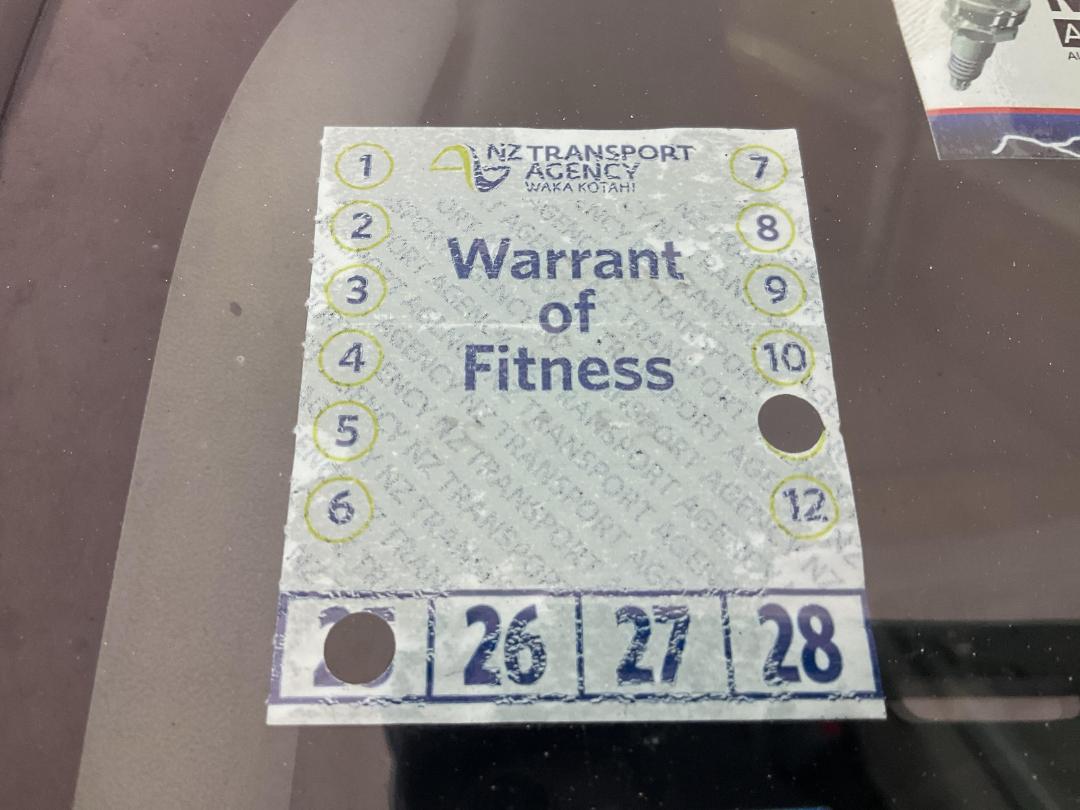 NZ TRANSPORT
AGENCY
WAKA KOTAHI
Warrant
of
Fitness
1
2
3
4
5
6
7
8
9
10
12
26
27
28